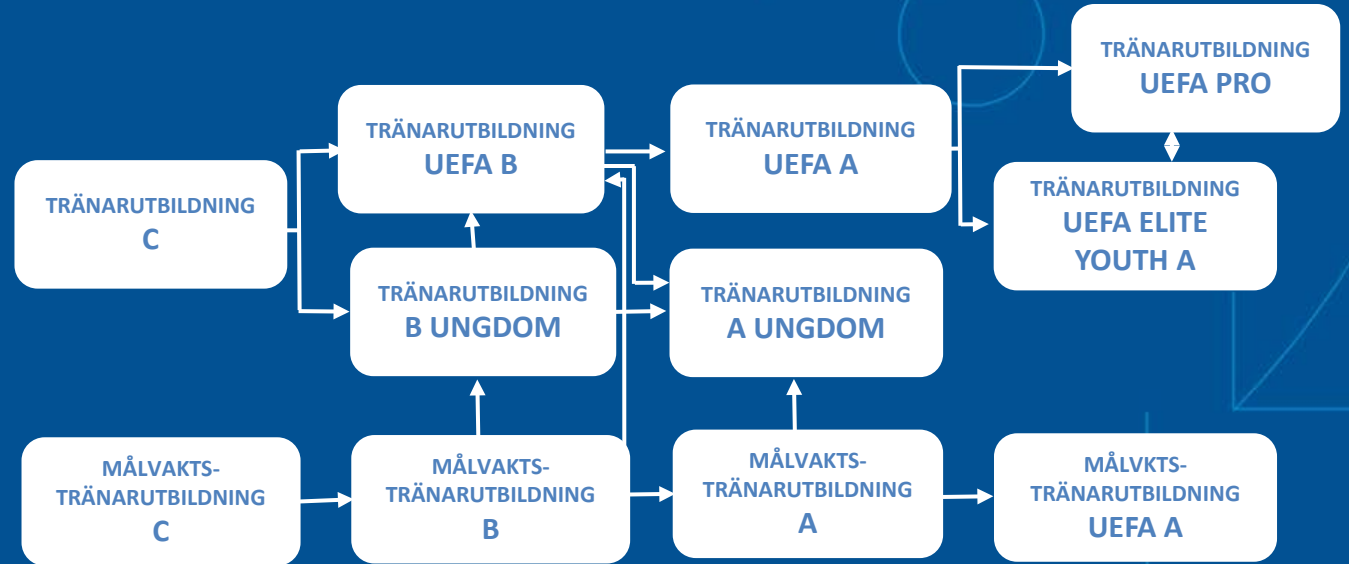 TRÄNARUTBILDNING
UEFA PRO
TRÄNARUTBILDNING
UEFA B
TRÄNARUTBILDNING
UEFA A
TRÄNARUTBILDNING
C
TRÄNARUTBILDNING
UEFA ELITE
YOUTH A
TRÄNARUTBILDNING
B UNGDOM
TRÄNARUTBILDNING
A UNGDOM
MÅLVAKTS-
TRÄNARUTBILDNING
C
MÅLVAKTS-
TRÄNARUTBILDNING
B
MÅLVAKTS-
TRÄNARUTBILDNING
A
MÅLVKTS-
TRÄNARUTBILDNING
UEFA A